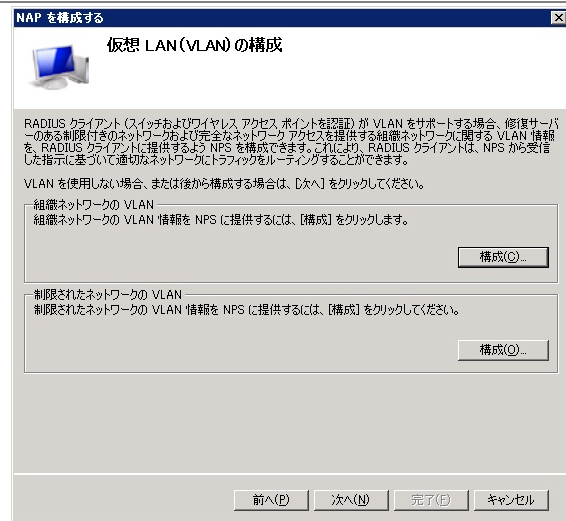 NAP を構成する
仮想 LAN (VLAN) の構成
RADIUS クライアント (スイッチおよびワイヤレス アクセス ポイントを認証) が VLAN をサポートする場合、修復サーバ
ーのある制限付きのネットワークおよび完全なネットワーク アクセスを提供する組織ネットワークに関する VLAN 情報
を、RADIUS クライアントに提供するよう NPS を構成できます。これにより、RADIUS クライアントは、NPS から受信
した指示に基づいて適切なネットワークにトラフィックをルーティングすることができます。
VLAN を使用しない場合、または後から構成する場合は、[次へ] をクリックしてください。
組織ネットワークの VLAN
組織ネットワークの VLAN 情報を NPS に提供するには、[構成] をクリックします。
構成(C)...
制限されたネットワークの VLAN
制限されたネットワークの VLAN 情報を NPS に提供するには、[構成] をクリックしてください。
構成(O)...
前へ(P) 次へ(N) 完了(F) キャンセル